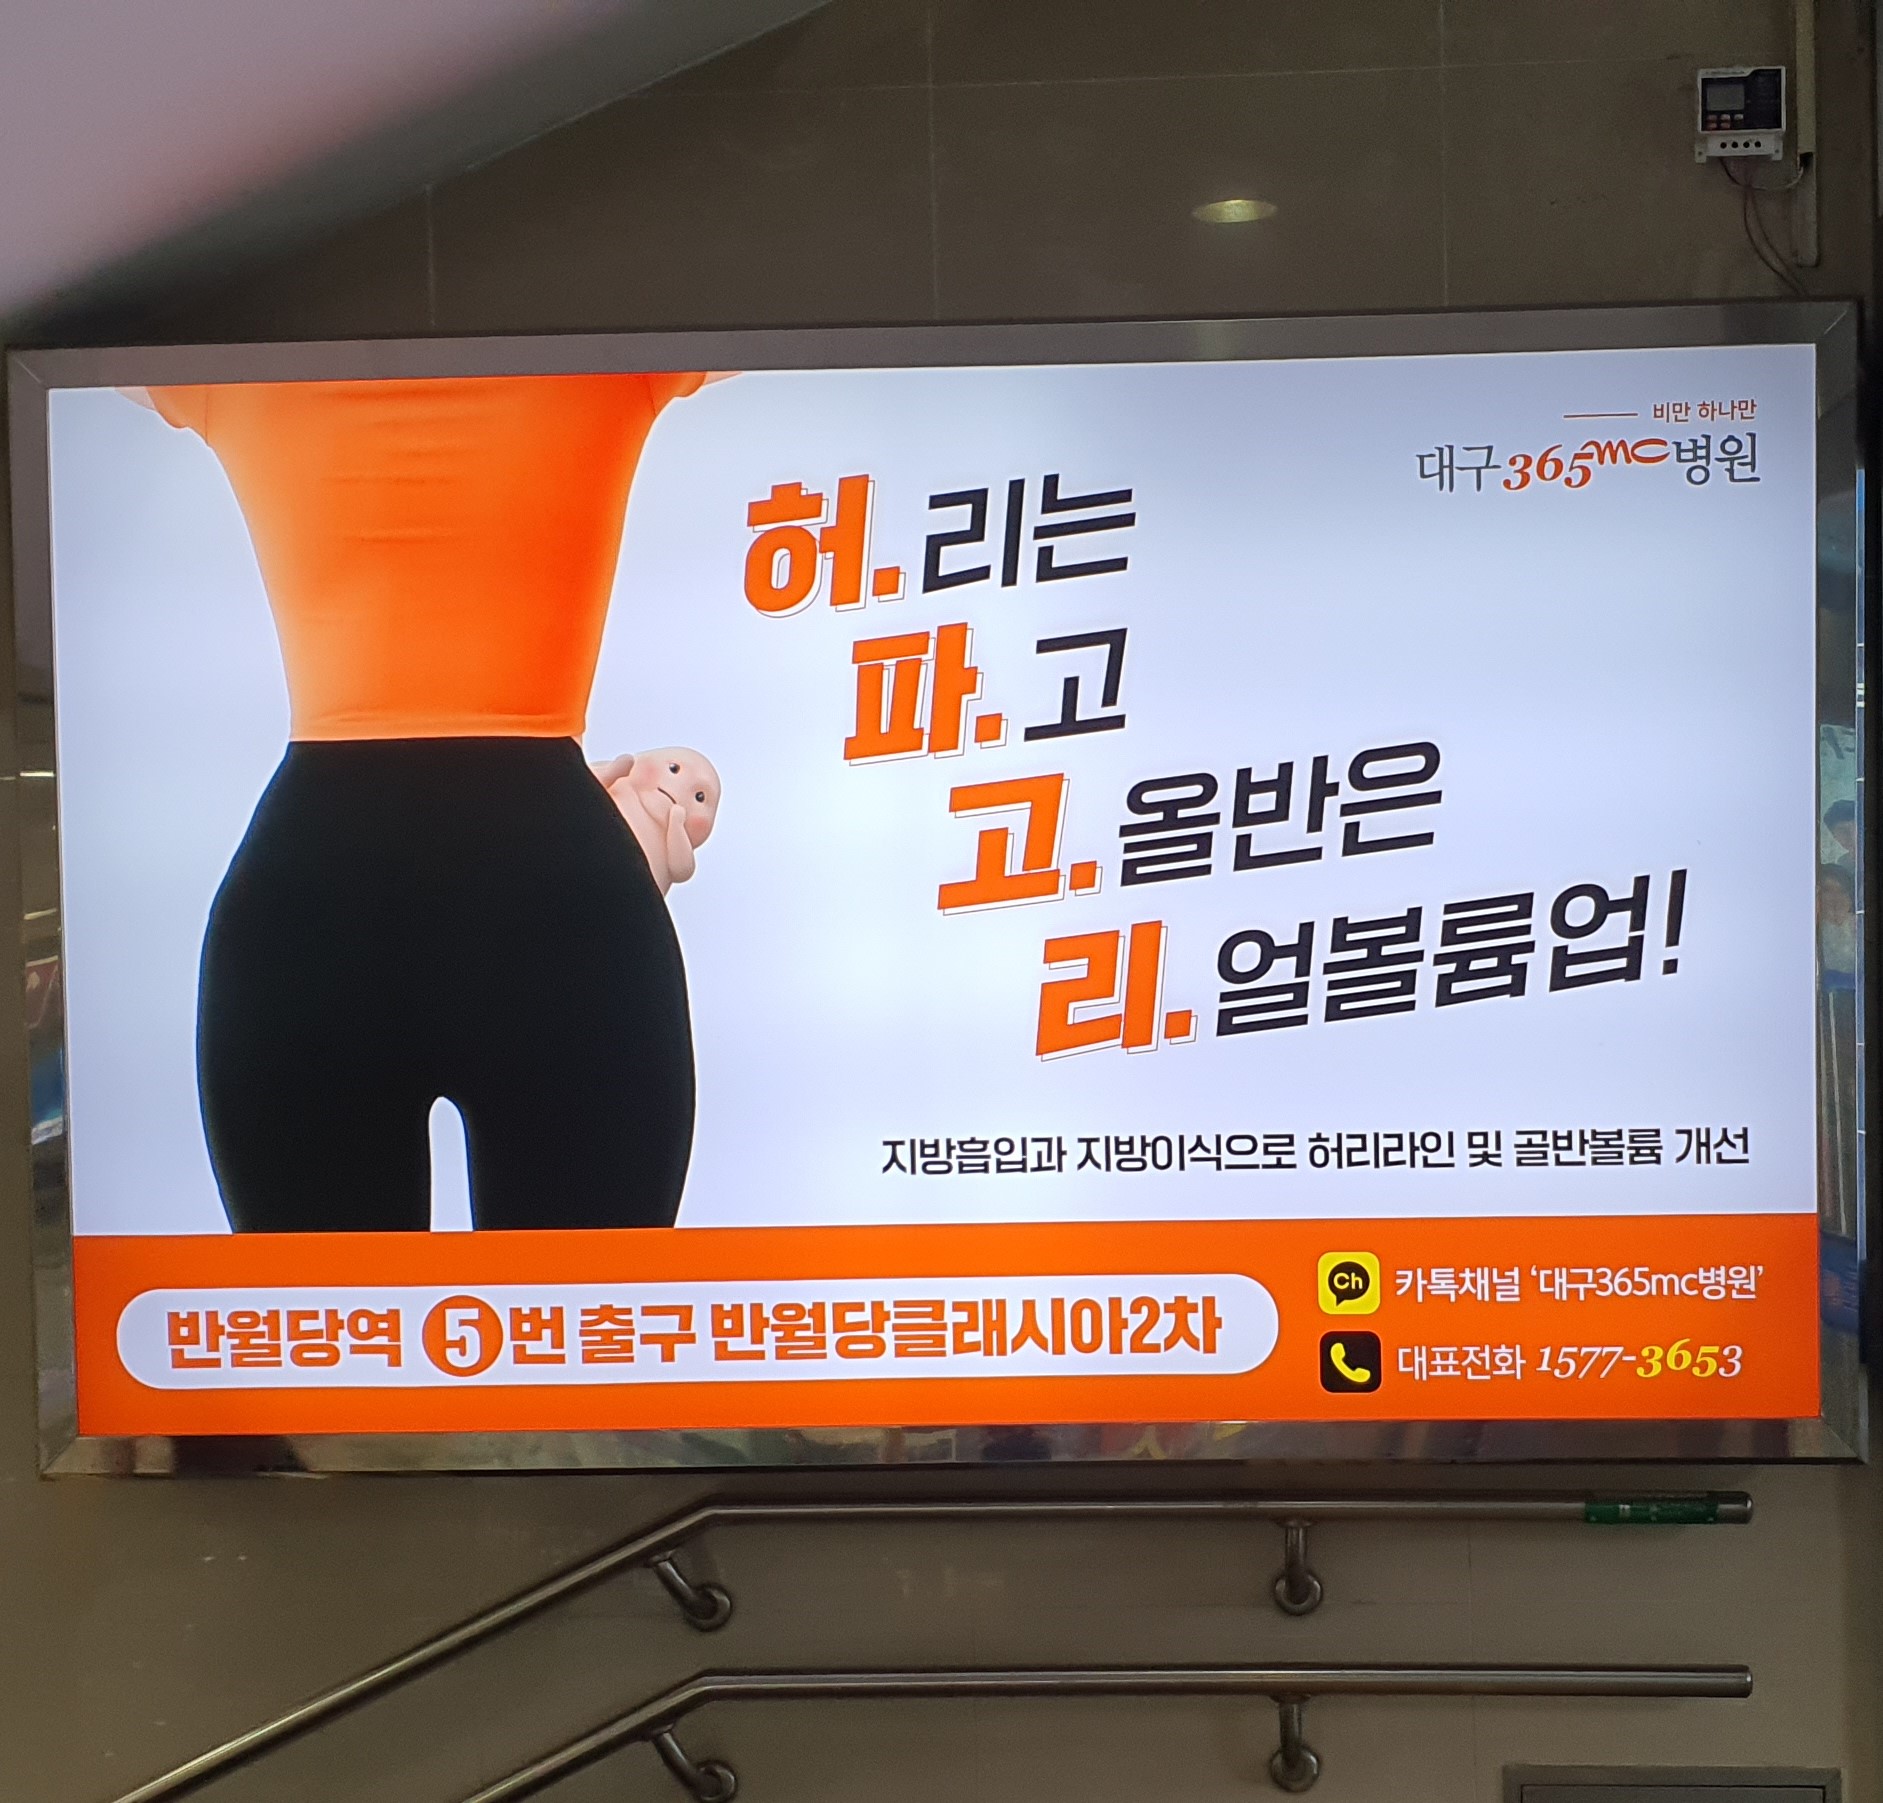 비만 하나만
대구365mc병원
허.리는
파.고
고.올반은
리.얼볼륨업!
지방흡입과 지방이식으로 허리라인 및 골반볼륨 개선
반월당역 5번 출구 반월당클래시아2차
Ch 카톡채널 ‘대구365mc병원’
대표전화 1577-3653